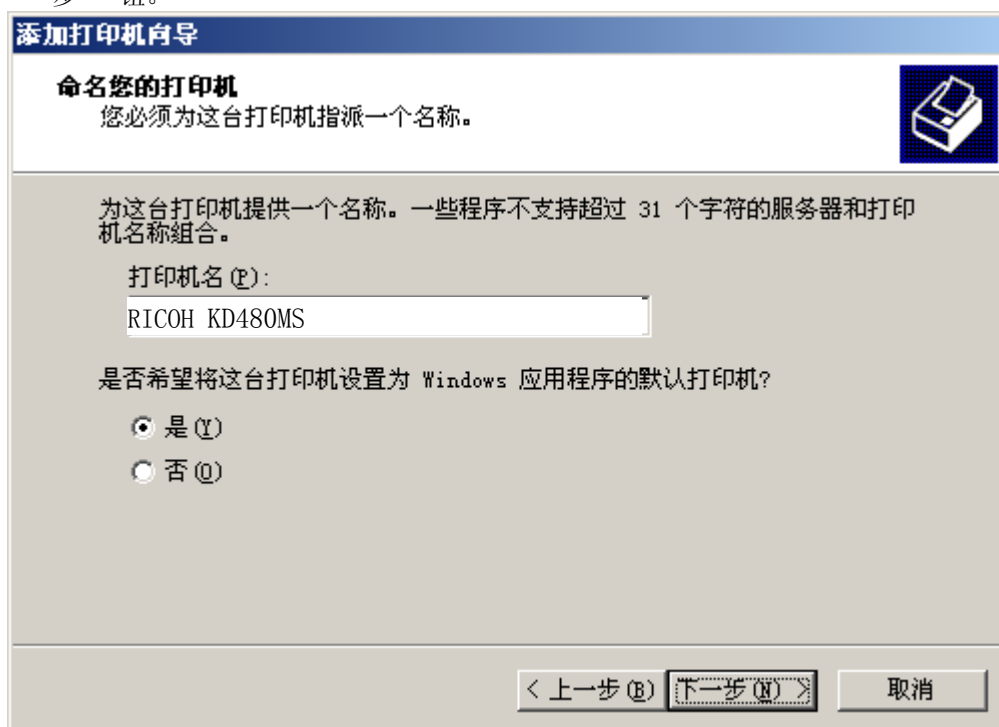 添加打印机向导
命名您的打印机
您必须为这台打印机指派一个名称。
为这台打印机提供一个名称。一些程序不支持超过 31 个字符的服务器和打印
机名称组合。
打印机名(P):
RICOH KD480MS
是否希望将这台打印机设置为 Windows 应用程序的默认打印机?
是(Y)
否(O)
< 上一步(B) 下一步(N) > 取消